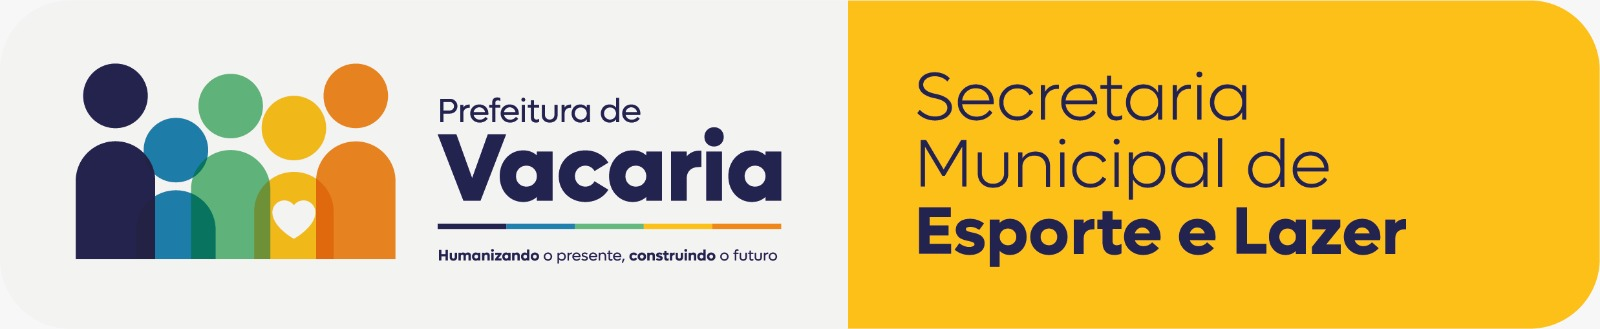 Prefeitura de
Vacaria
Humanizando o presente, construindo o futuro
Secretaria
Municipal de
Esporte e Lazer